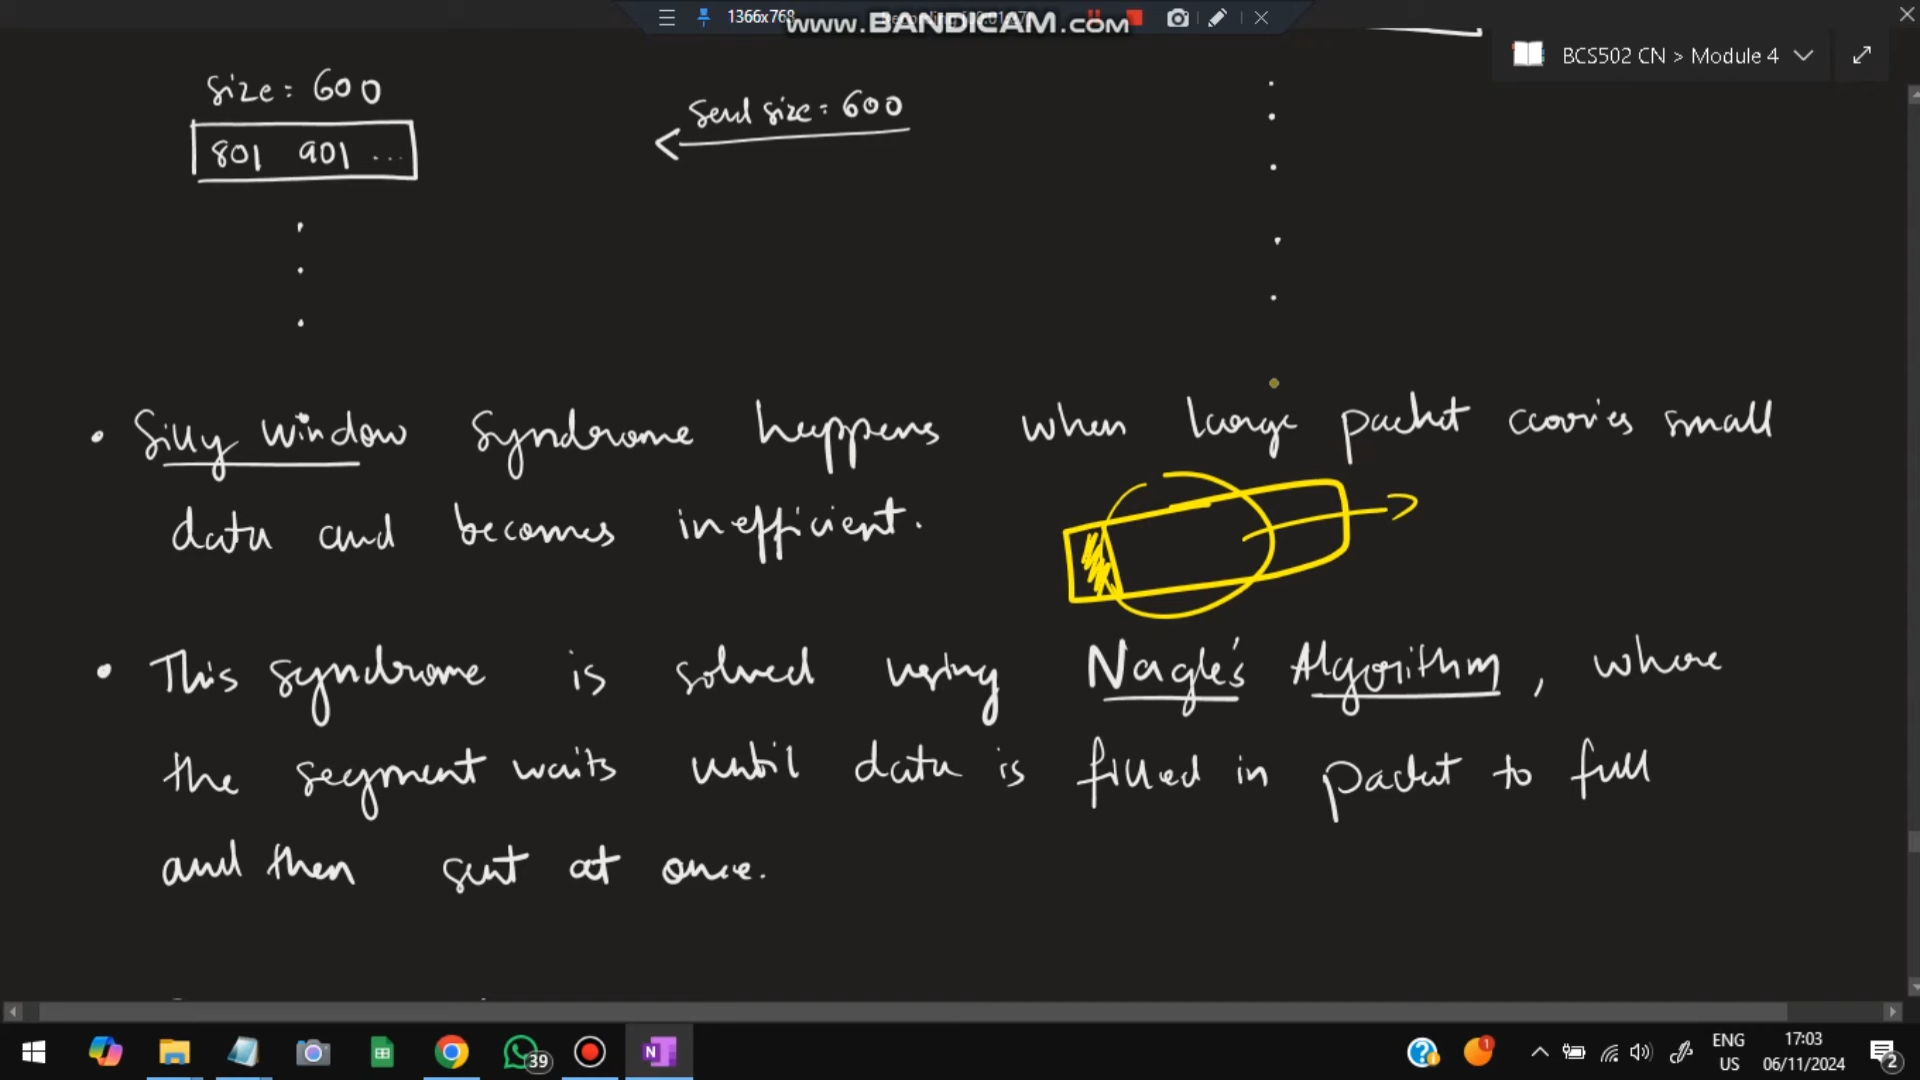 1366x768
www.BANDICAM.com
BCS502 CN > Module 4
size: 600
801 901 ...
Send size: 600
• Silly window syndrome happens when large packet carries small
data and becomes inefficient.
• This syndrome is solved using Nagle's Algorithm, where
the segment waits until data is filled in packet to full
and then sent at once.
39
N
1
ENG
US
17:03
06/11/2024
2